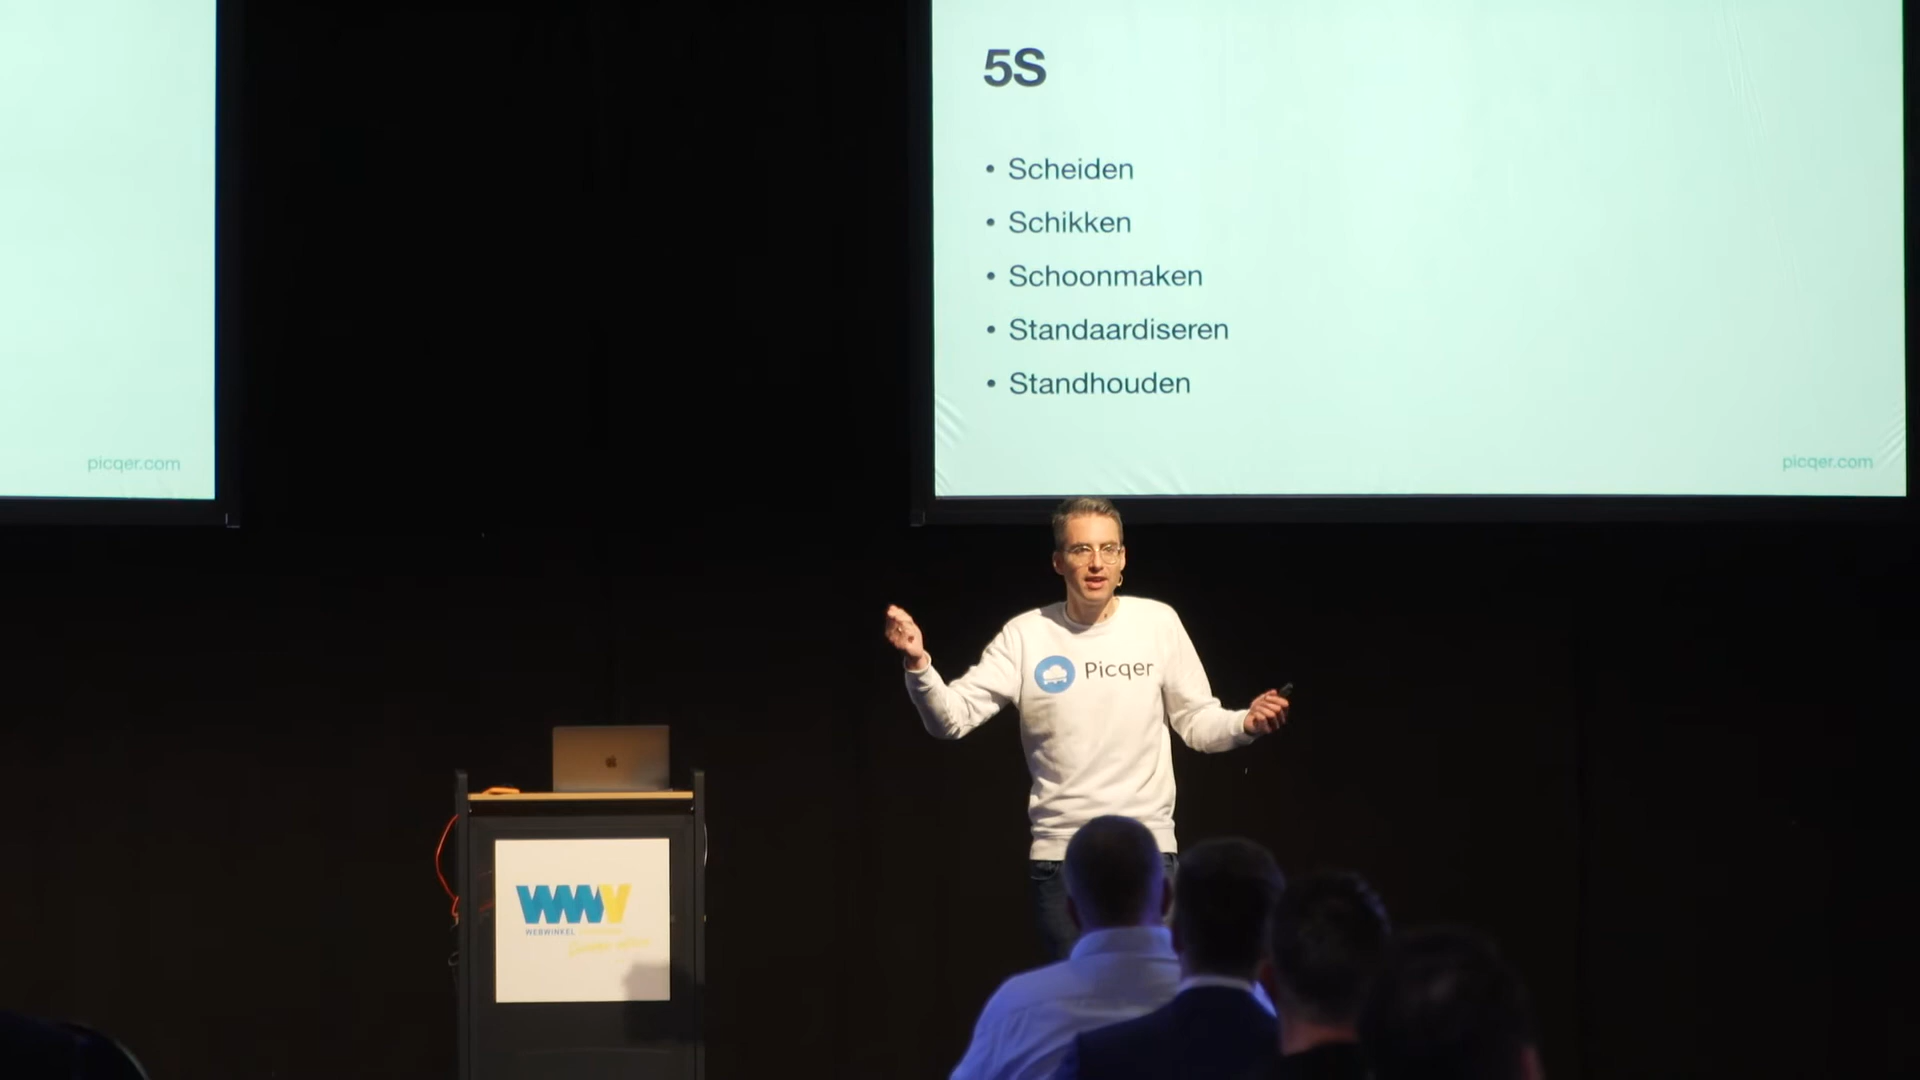 5S
• Scheiden
• Schikken
• Schoonmaken
• Standaardiseren
• Standhouden
picqer.com
picqer.com
Picqer
WWV
WEBWINKEL